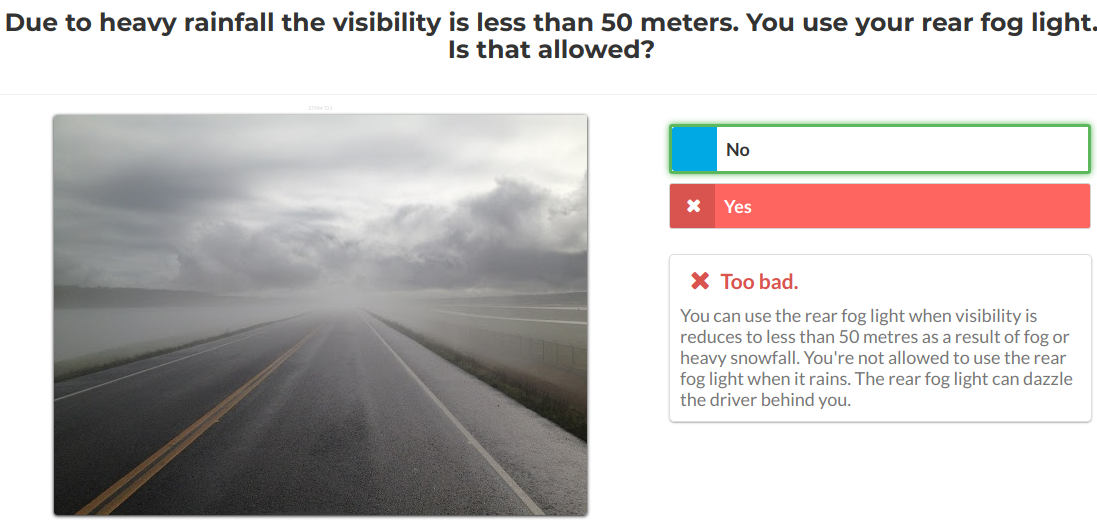 Due to heavy rainfall the visibility is less than 50 meters. You use your rear fog light.
Is that allowed?
No
Yes
Too bad.
You can use the rear fog light when visibility is
reduces to less than 50 metres as a result of fog or
heavy snowfall. You're not allowed to use the rear
fog light when it rains. The rear fog light can dazzle
the driver behind you.